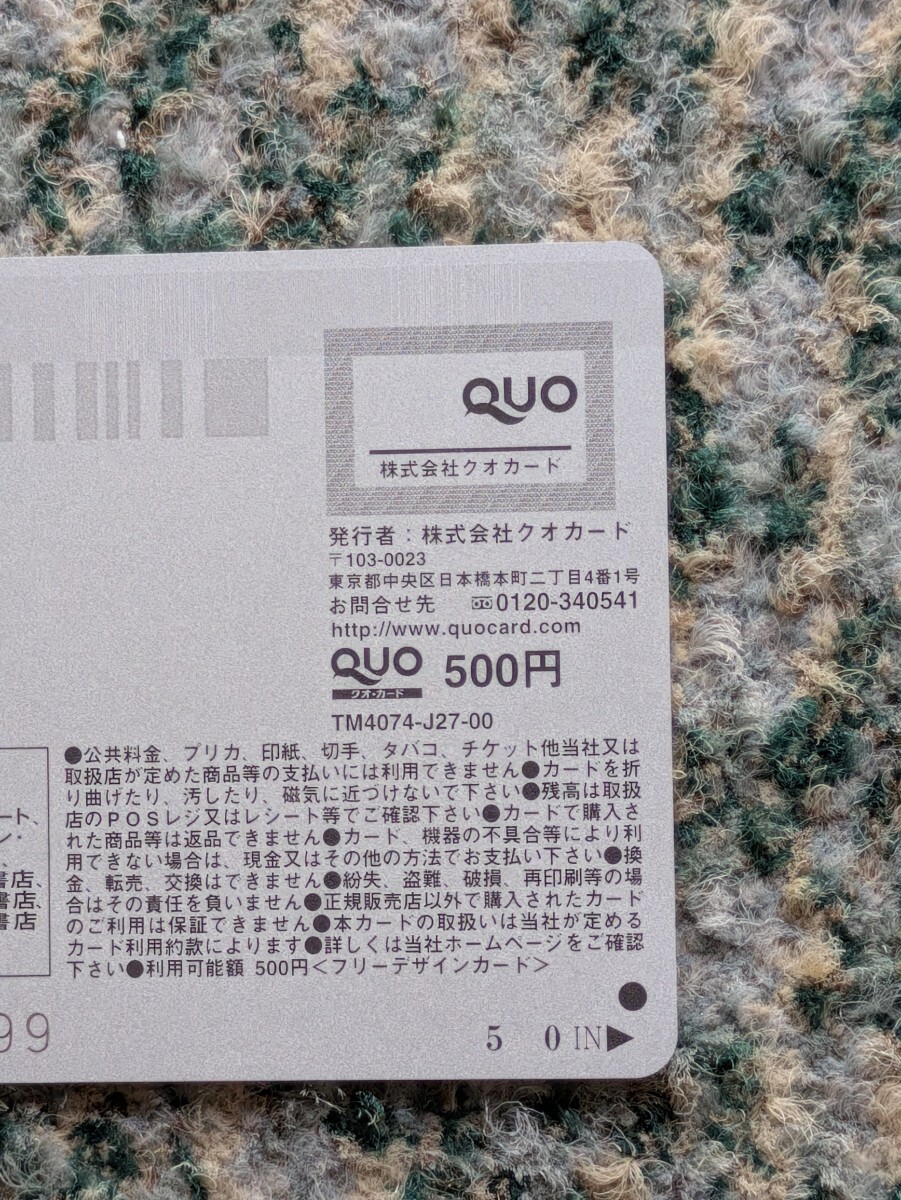 QUO
株式会社クオカード
発行者：株式会社クオカード
〒103-0023
東京都中央区日本橋本町二丁目4番1号
お問合せ先 0120-340541
http://www.quocard.com
QUO 500円
クオ・カード
TM4074-J27-00
●公共料金、プリカ、印紙、切手、タバコ、チケット他当社又は
取扱店が定めた商品等の支払いには利用できません●カードを折
り曲げたり、汚したり、磁気に近づけないで下さい●残高は取扱
店のPOSレジ又はレシート等でご確認下さい●カードで購入さ
れた商品等は返品できません●カード、機器の不具合等により利
用できない場合は、現金又はその他の方法でお支払い下さい●換
金、転売、交換はできません●紛失、盗難、破損、再印刷等の場
合はその責任を負いません●正規販売店以外で購入されたカード
のご利用は保証できません●本カードの取扱いは当社が定める
カード利用約款によります●詳しくは当社ホームページをご確認
下さい●利用可能額 500円＜フリーデザインカード＞
ート、
ン・
、
書店、
書店、
書店
99
5 0 IN▶